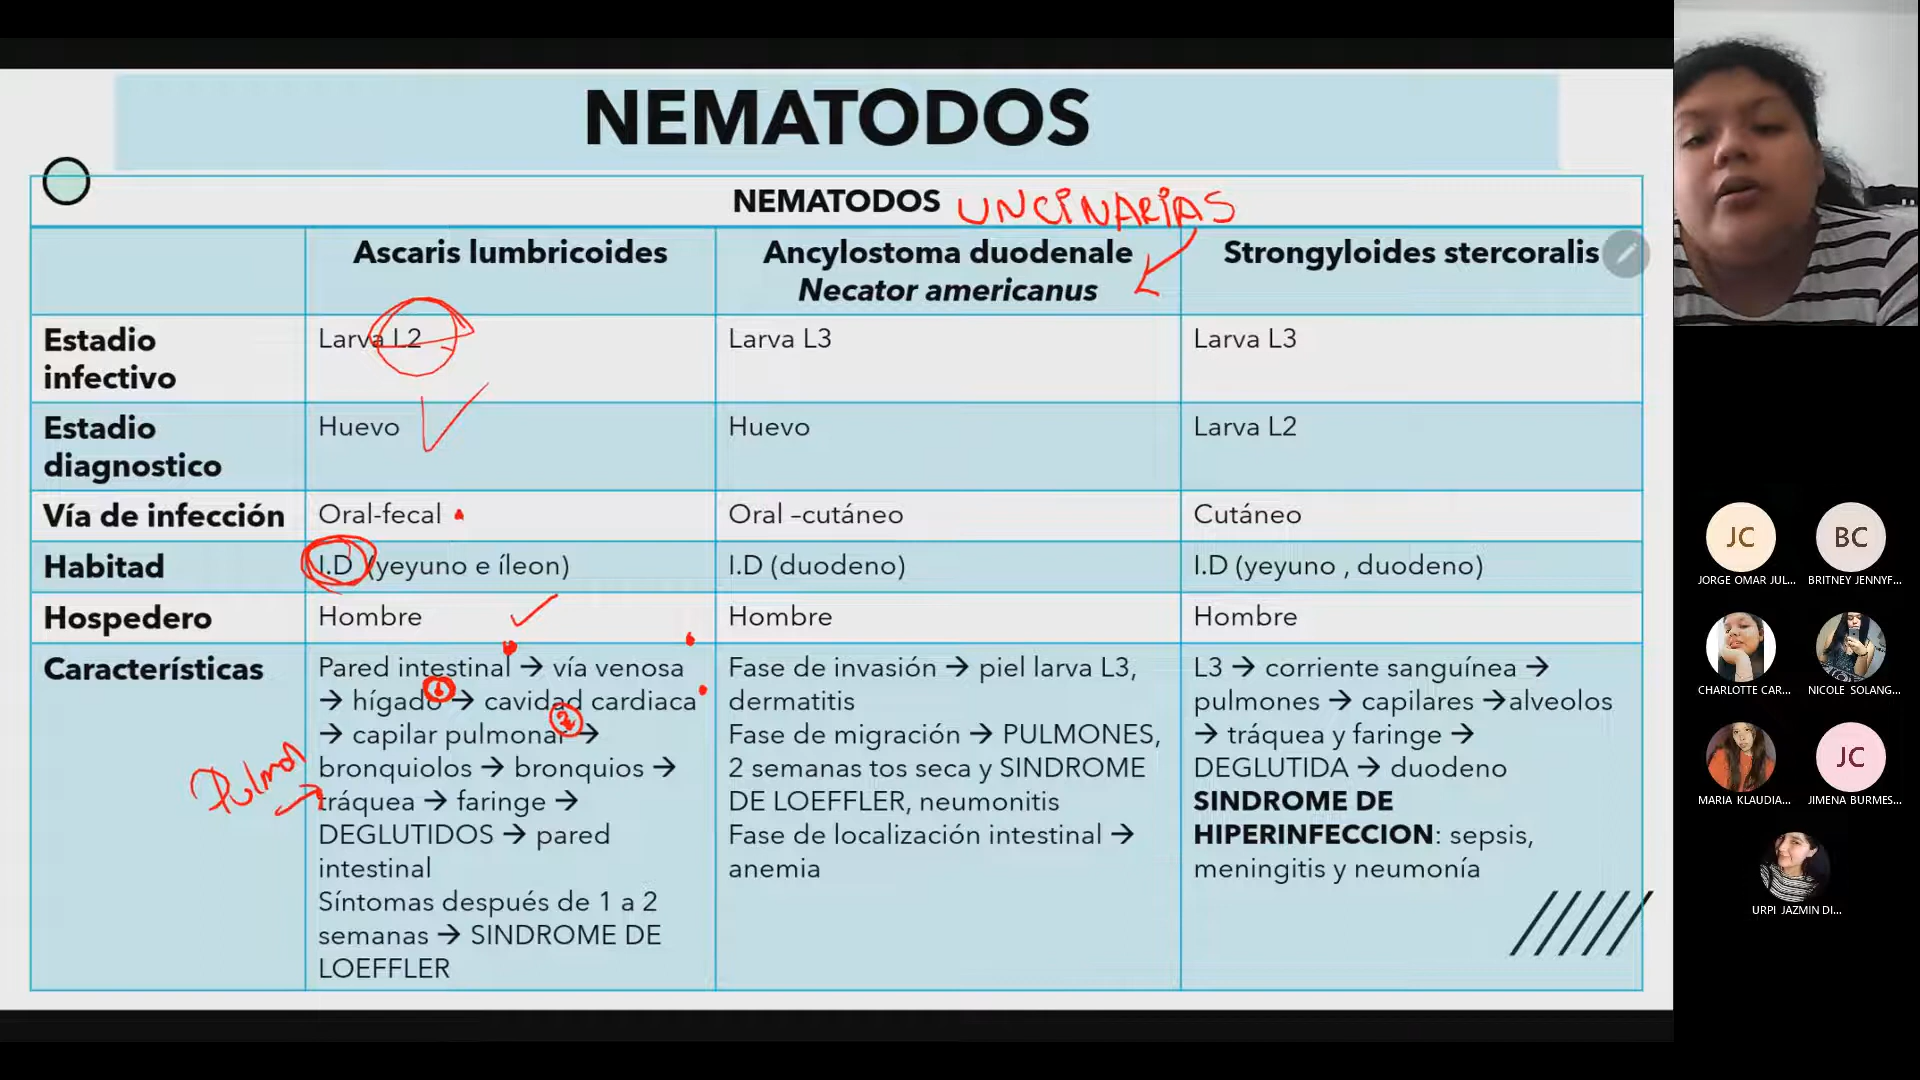 NEMATODOS
NEMATODOS UNCINARIAS
Ascaris lumbricoides
Ancylostoma duodenale
Necator americanus
Strongyloides stercoralis
Estadio
infectivo
Larva L2
Larva L3
Larva L3
Estadio
diagnostico
Huevo
Huevo
Larva L2
Vía de infección
Oral-fecal
Oral –cutáneo
Cutáneo
Habitad
I.D (yeyuno e íleon)
I.D (duodeno)
I.D (yeyuno , duodeno)
Hospedero
Hombre
Hombre
Hombre
Características
Pared intestinal → vía venosa
→ hígado → cavidad cardiaca
→ capilar pulmonar →
bronquiolos → bronquios →
tráquea → faringe →
DEGLUTIDOS → pared
intestinal
Síntomas después de 1 a 2
semanas → SINDROME DE
LOEFFLER
Pulmon
2
Fase de invasión → piel larva L3,
dermatitis
Fase de migración → PULMONES,
2 semanas tos seca y SINDROME
DE LOEFFLER, neumonitis
Fase de localización intestinal →
anemia
L3 → corriente sanguínea →
pulmones → capilares →alveolos
→ tráquea y faringe →
DEGLUTIDA → duodeno
SINDROME DE
HIPERINFECCION: sepsis,
meningitis y neumonía
JC
BC
JORGE OMAR JUL...
BRITNEY JENNYF...
CHARLOTTE CAR...
NICOLE SOLANG...
JC
MARIA KLAUDIA...
JIMENA BURMES...
URPI JAZMIN DI...